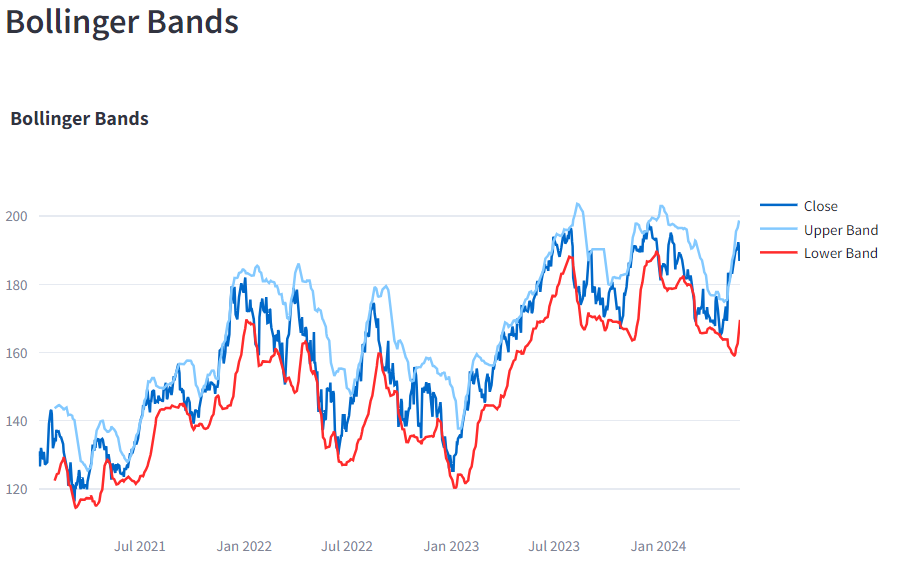 Bollinger Bands
Bollinger Bands
200
180
160
140
120
Jul 2021
Jan 2022
Jul 2022
Jan 2023
Jul 2023
Jan 2024
Close
Upper Band
Lower Band